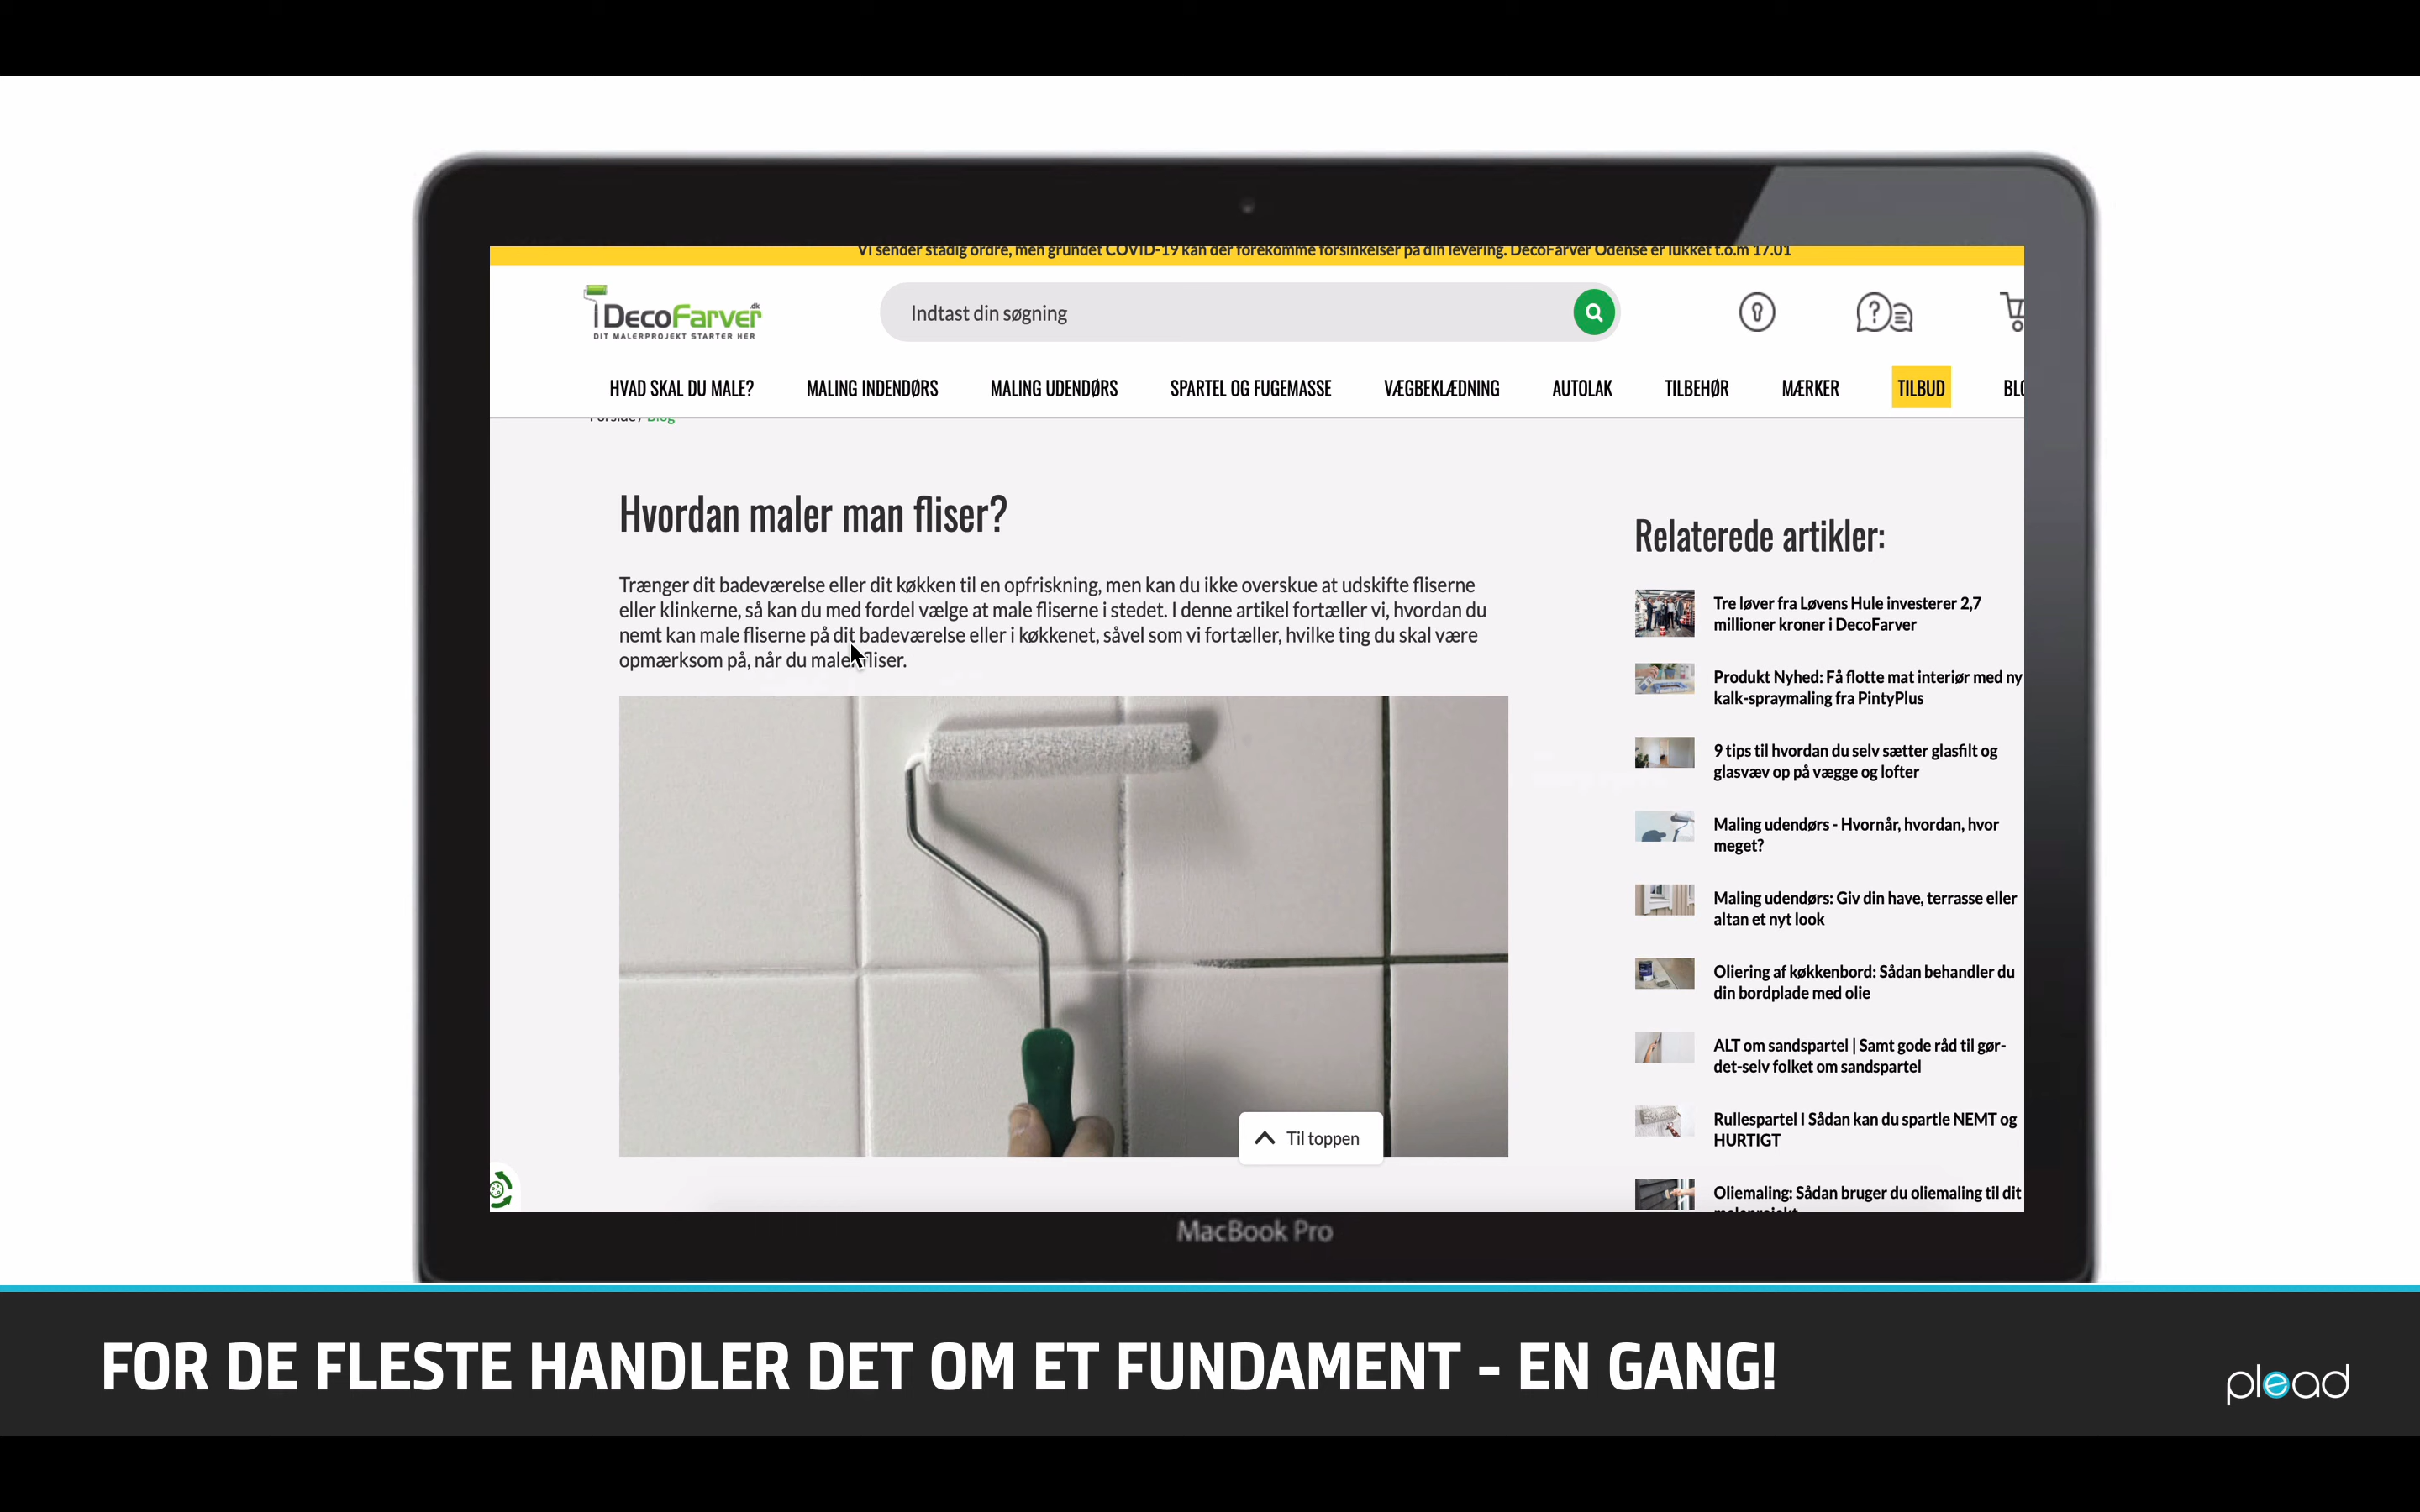 Vi sender stadig ordre, men grundet COVID-19 kan der forekomme forsinkelser på din levering. DecoFarver Odense er lukket t.o.m 17.01
DecoFarver.dk
DIT MALERPROJEKT STARTER HER
Indtast din søgning
HVAD SKAL DU MALE? MALING INDENDØRS MALING UDENDØRS SPARTEL OG FUGEMASSE VÆGBEKLÆDNING AUTOLAK TILBEHØR MÆRKER TILBUD BLO
Forside / Blog
Hvordan maler man fliser?
Trænger dit badeværelse eller dit køkken til en opfriskning, men kan du ikke overskue at udskifte fliserne
eller klinkerne, så kan du med fordel vælge at male fliserne i stedet. I denne artikel fortæller vi, hvordan du
nemt kan male fliserne på dit badeværelse eller i køkkenet, såvel som vi fortæller, hvilke ting du skal være
opmærksom på, når du maler fliser.
Til toppen
Relaterede artikler:
Tre løver fra Løvens Hule investerer 2,7
millioner kroner i DecoFarver
Produkt Nyhed: Få flotte mat interiør med ny
kalk-spraymaling fra PintyPlus
9 tips til hvordan du selv sætter glasfilt og
glasvæv op på vægge og lofter
Maling udendørs - Hvornår, hvordan, hvor
meget?
Maling udendørs: Giv din have, terrasse eller
altan et nyt look
Oliering af køkkenbord: Sådan behandler du
din bordplade med olie
ALT om sandspartel | Samt gode råd til gør-
det-selv folket om sandspartel
Rullespartel I Sådan kan du spartle NEMT og
HURTIGT
Oliemaling: Sådan bruger du oliemaling til dit
MacBook Pro
FOR DE FLESTE HANDLER DET OM ET FUNDAMENT - EN GANG!
plead